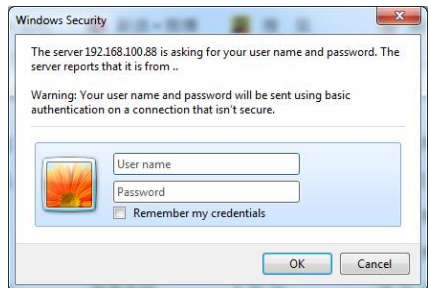 Windows Security
The server 192.168.100.88 is asking for your user name and password. The
server reports that it is from ..
Warning: Your user name and password will be sent using basic
authentication on a connection that isn't secure.
User name
Password
Remember my credentials
OK
Cancel